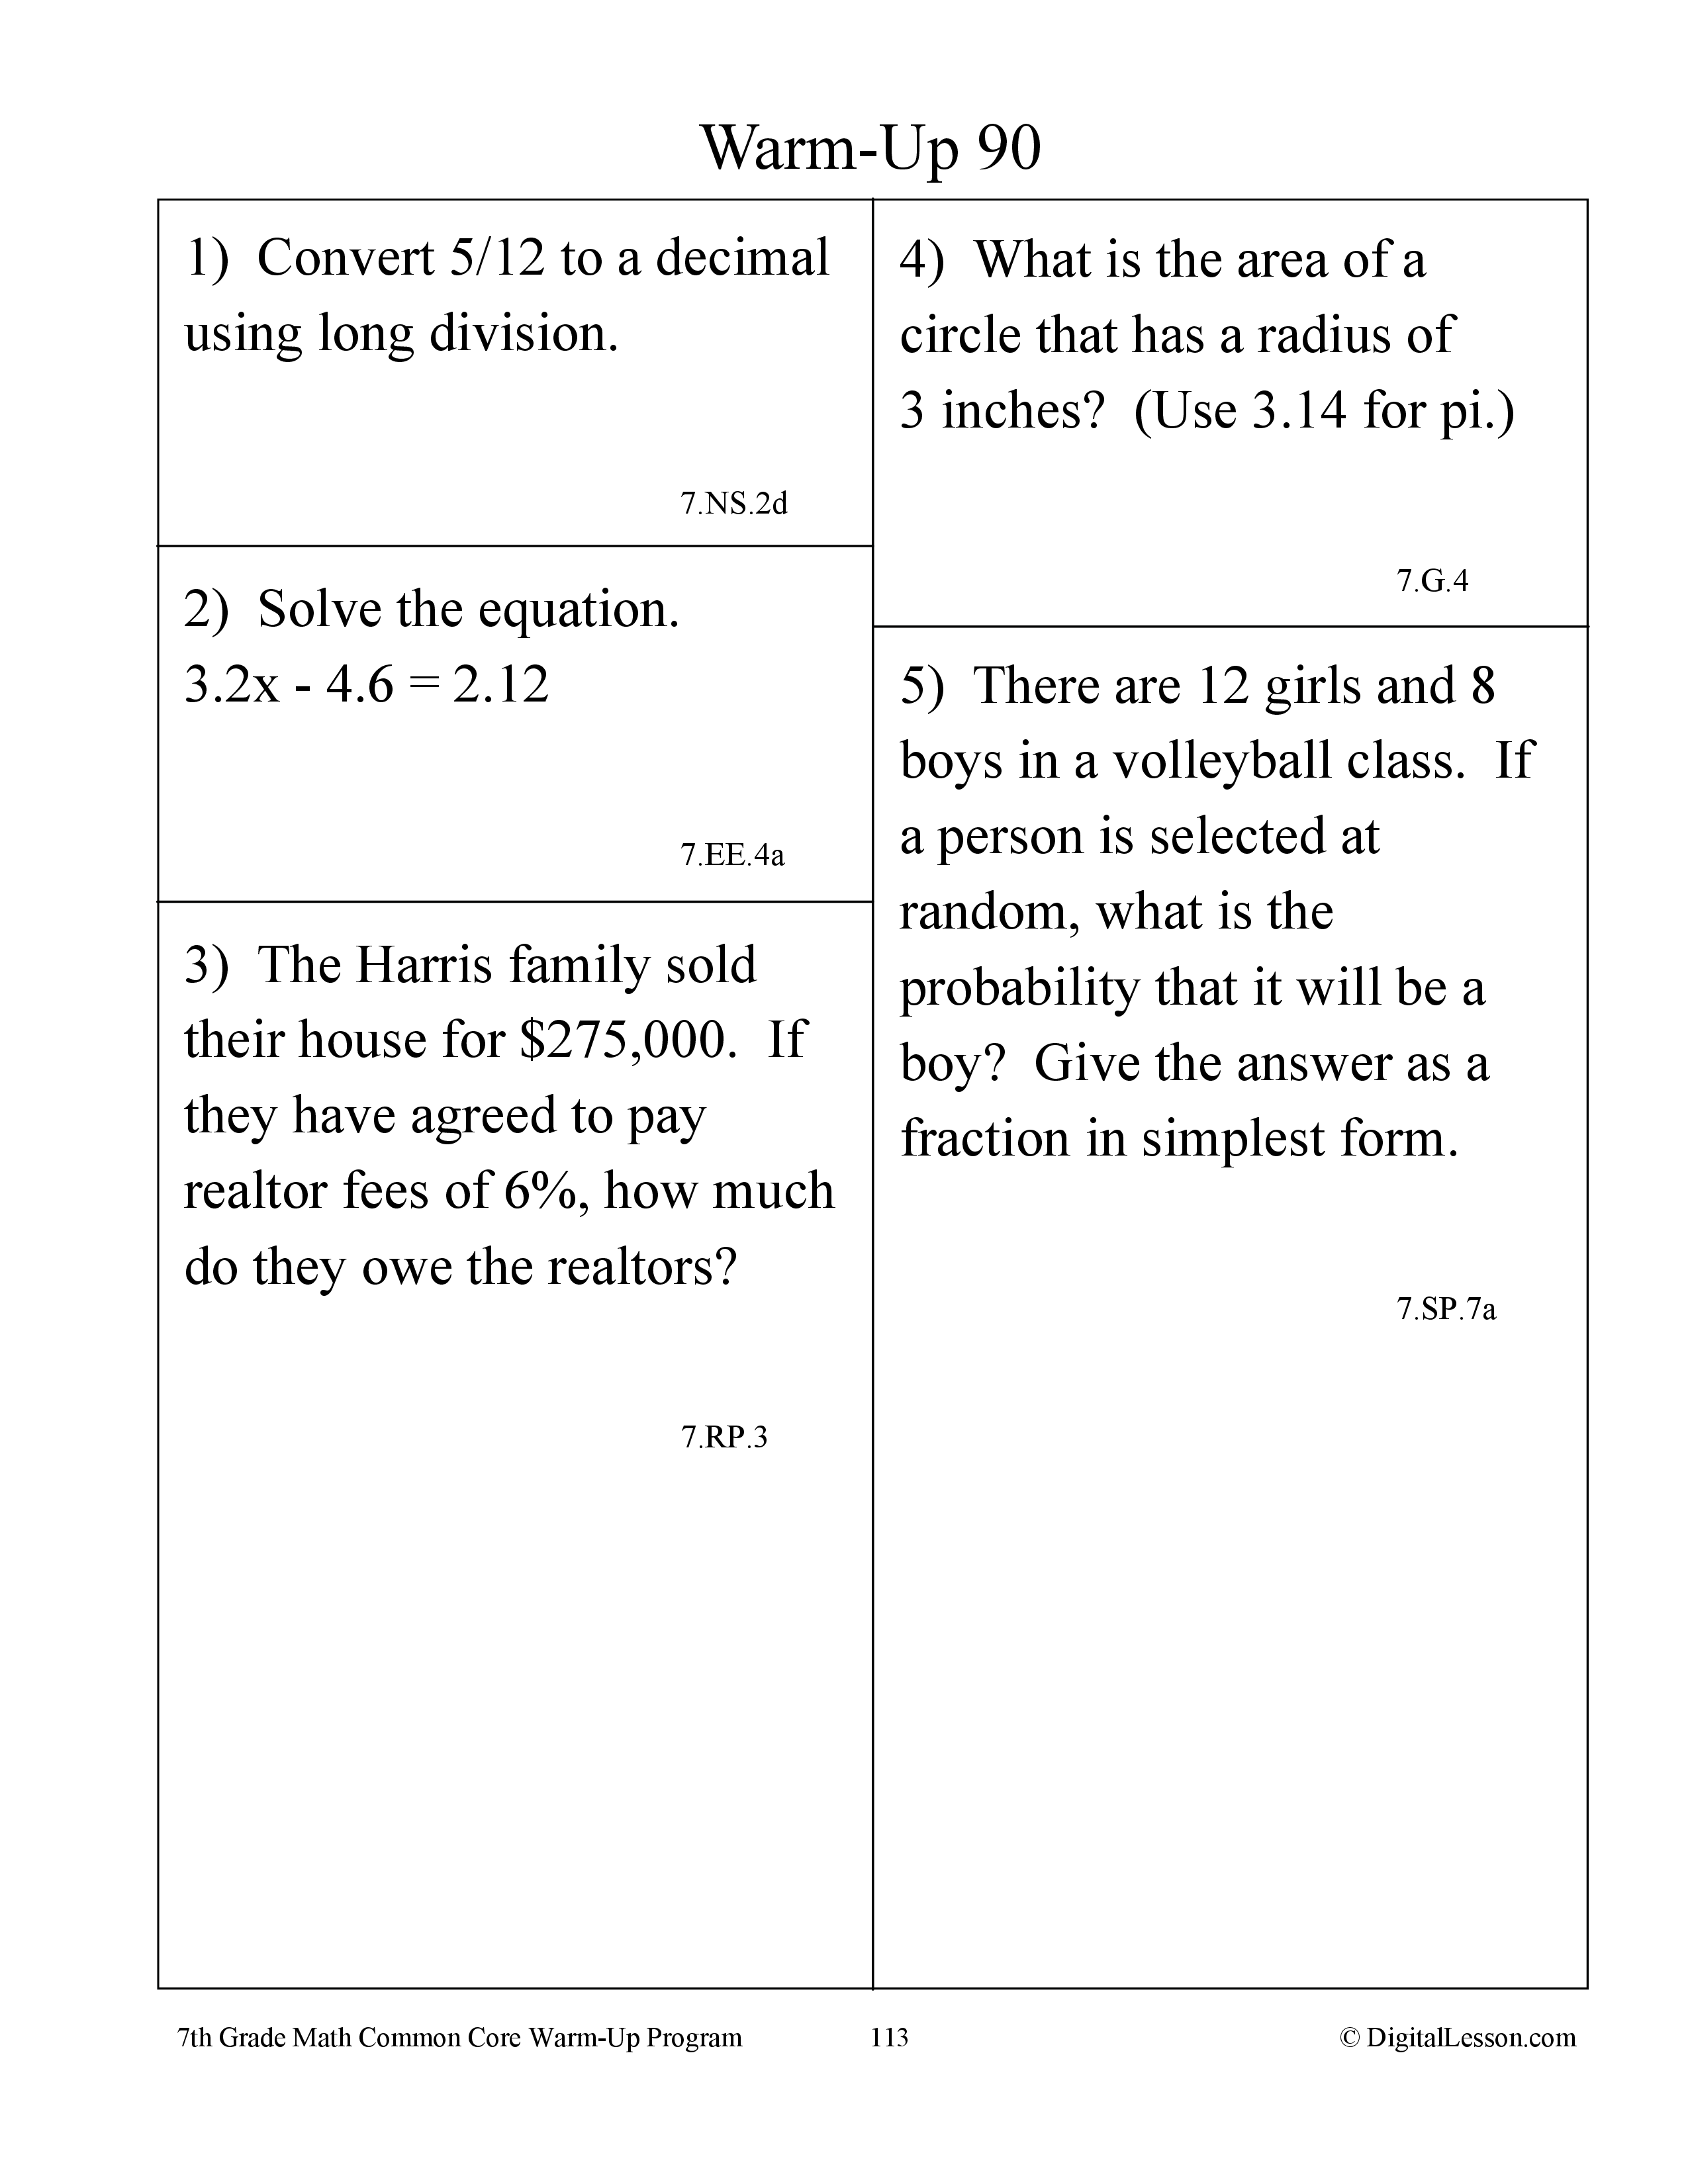 Warm-Up 90
1)  Convert 5/12 to a decimal
using long division.
7.NS.2d
2)  Solve the equation.
3.2x - 4.6 = 2.12
7.EE.4a
3)  The Harris family sold
their house for $275,000.  If
they have agreed to pay
realtor fees of 6%, how much
do they owe the realtors?
7.RP.3
4)  What is the area of a
circle that has a radius of
3 inches?  (Use 3.14 for pi.)
7.G.4
5)  There are 12 girls and 8
boys in a volleyball class.  If
a person is selected at
random, what is the
probability that it will be a
boy?  Give the answer as a
fraction in simplest form.
7.SP.7a
7th Grade Math Common Core Warm-Up Program 113 © DigitalLesson.com